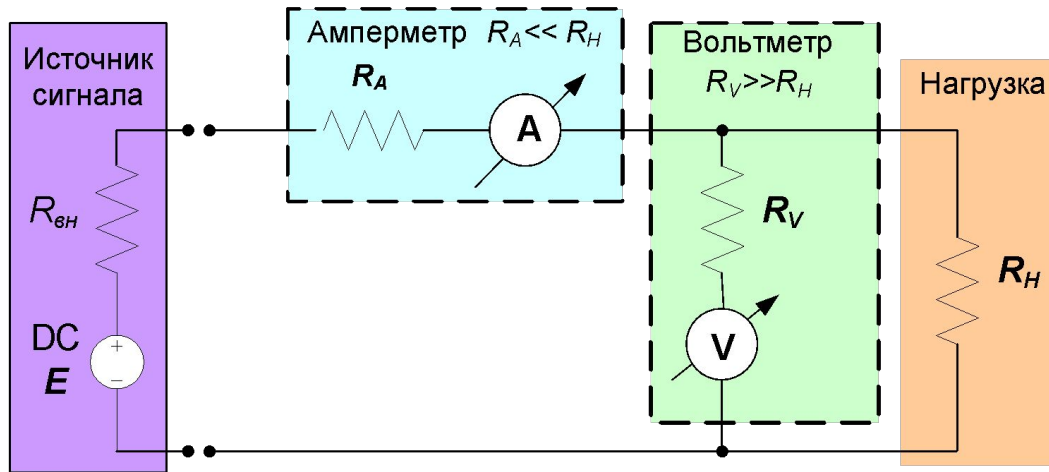 Источник
сигнала
Rвн
DC
E
+
−
Амперметр RA<< RH
RA
A
Вольтметр
RV>>RH
RV
V
Нагрузка
RH